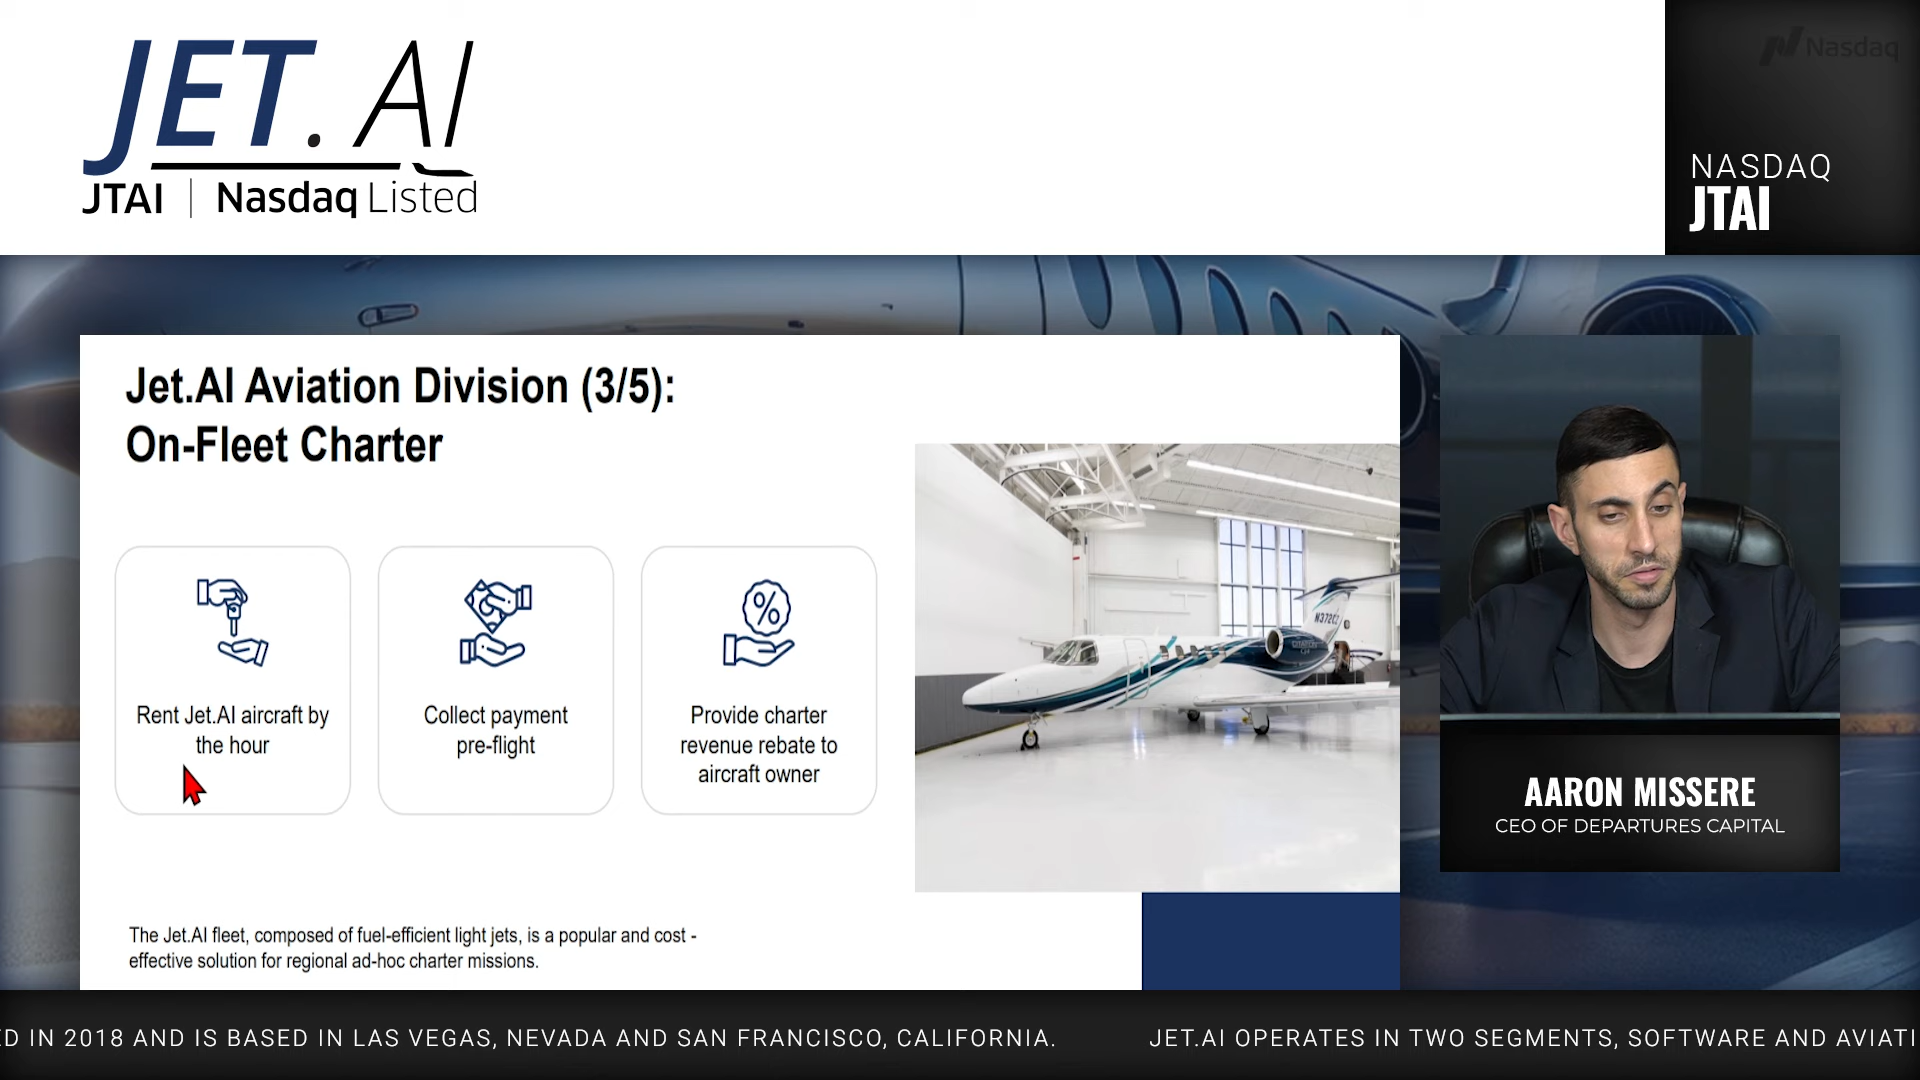 JET.AI
JTAI | Nasdaq Listed
Nasdaq
NASDAQ
JTAI
Jet.AI Aviation Division (3/5):
On-Fleet Charter
Rent Jet.AI aircraft by
the hour
Collect payment
pre-flight
%
Provide charter
revenue rebate to
aircraft owner
The Jet.AI fleet, composed of fuel-efficient light jets, is a popular and cost -
effective solution for regional ad-hoc charter missions.
AARON MISSERE
CEO OF DEPARTURES CAPITAL
D IN 2018 AND IS BASED IN LAS VEGAS, NEVADA AND SAN FRANCISCO, CALIFORNIA.
JET.AI OPERATES IN TWO SEGMENTS, SOFTWARE AND AVIATI